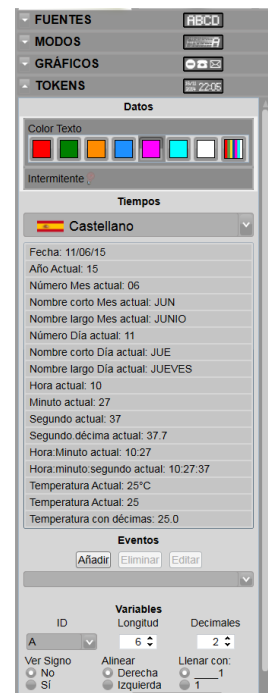 FUENTES ABCD
MODOS
GRÁFICOS
TOKENS 22:05
Datos
Color Texto
Intermitente
Tiempos
Castellano
Fecha: 11/06/15
Año Actual: 15
Número Mes actual: 06
Nombre corto Mes actual: JUN
Nombre largo Mes actual: JUNIO
Número Día actual: 11
Nombre corto Día actual: JUE
Nombre largo Día actual: JUEVES
Hora actual: 10
Minuto actual: 27
Segundo actual: 37
Segundo.décima actual: 37.7
Hora:Minuto actual: 10:27
Hora:minuto:segundo actual: 10:27:37
Temperatura Actual: 25°C
Temperatura Actual: 25
Temperatura con décimas: 25.0
Eventos
Añadir Eliminar Editar
Variables
ID Longitud Decimales
A 6 2
Ver Signo Alinear Llenar con:
No Derecha ____1
Sí Izquierda 1